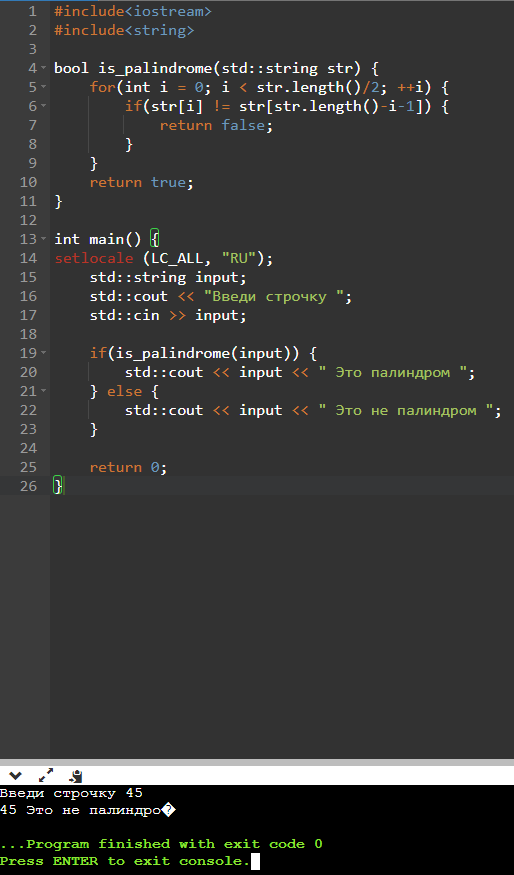 1 #include<iostream>
2 #include<string>
3
4 bool is_palindrome(std::string str) {
5     for(int i = 0; i < str.length()/2; ++i) {
6         if(str[i] != str[str.length()-i-1]) {
7             return false;
8         }
9     }
10     return true;
11 }
12
13 int main() {
14 setlocale (LC_ALL, "RU");
15     std::string input;
16     std::cout << "Введи строчку ";
17     std::cin >> input;
18
19     if(is_palindrome(input)) {
20         std::cout << input << " Это палиндром ";
21     } else {
22         std::cout << input << " Это не палиндром ";
23     }
24
25     return 0;
26 }
Введи строчку 45
45 Это не палиндро�
...Program finished with exit code 0
Press ENTER to exit console.